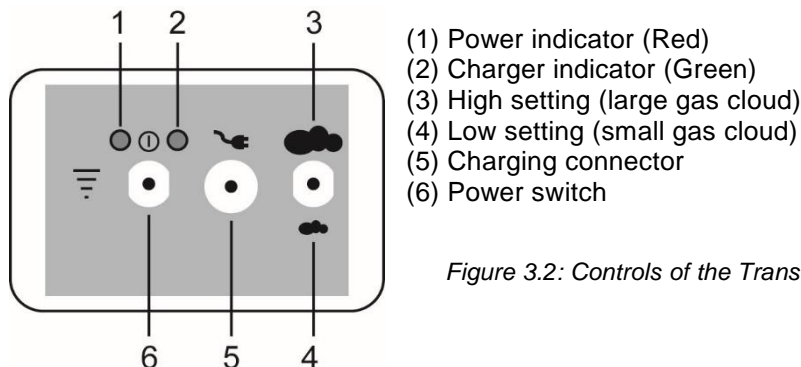 1 2 3
(1) Power indicator (Red)
(2) Charger indicator (Green)
(3) High setting (large gas cloud)
(4) Low setting (small gas cloud)
(5) Charging connector
(6) Power switch
Figure 3.2: Controls of the Trans
6 5 4